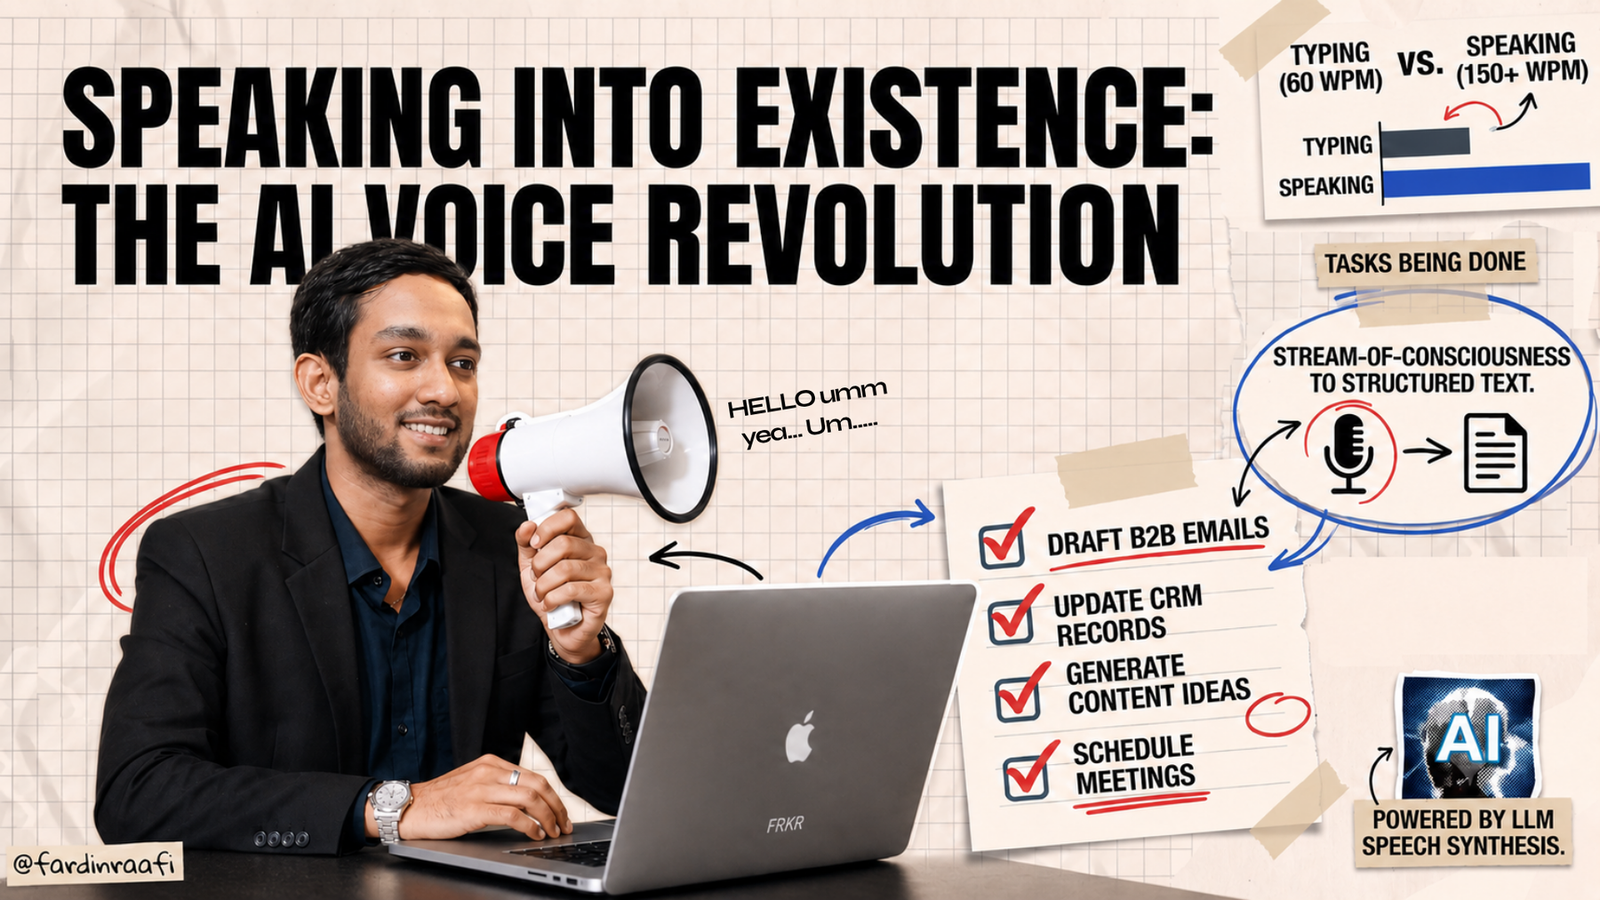 SPEAKING INTO EXISTENCE:
THE AI VOICE REVOLUTION
TYPING
(60 WPM)
VS.
SPEAKING
(150+ WPM)
TYPING
SPEAKING
TASKS BEING DONE
STREAM-OF-CONSCIOUSNESS
TO STRUCTURED TEXT.
HELLO umm
yea... Um.....
DRAFT B2B EMAILS
UPDATE CRM
RECORDS
GENERATE
CONTENT IDEAS
SCHEDULE
MEETINGS
AI
POWERED BY LLM
SPEECH SYNTHESIS.
FRKR
@fardinraafi